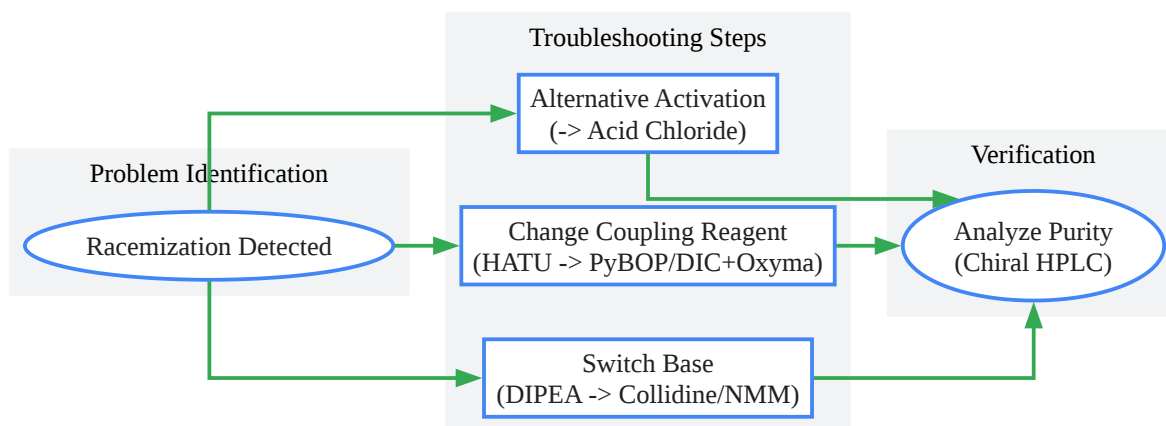 Troubleshooting Steps
Alternative Activation
(-> Acid Chloride)
Problem Identification
Verification
Racemization Detected
Change Coupling Reagent
(HATU -> PyBOP/DIC+Oxyma)
Analyze Purity
(Chiral HPLC)
Switch Base
(DIPEA -> Collidine/NMM)